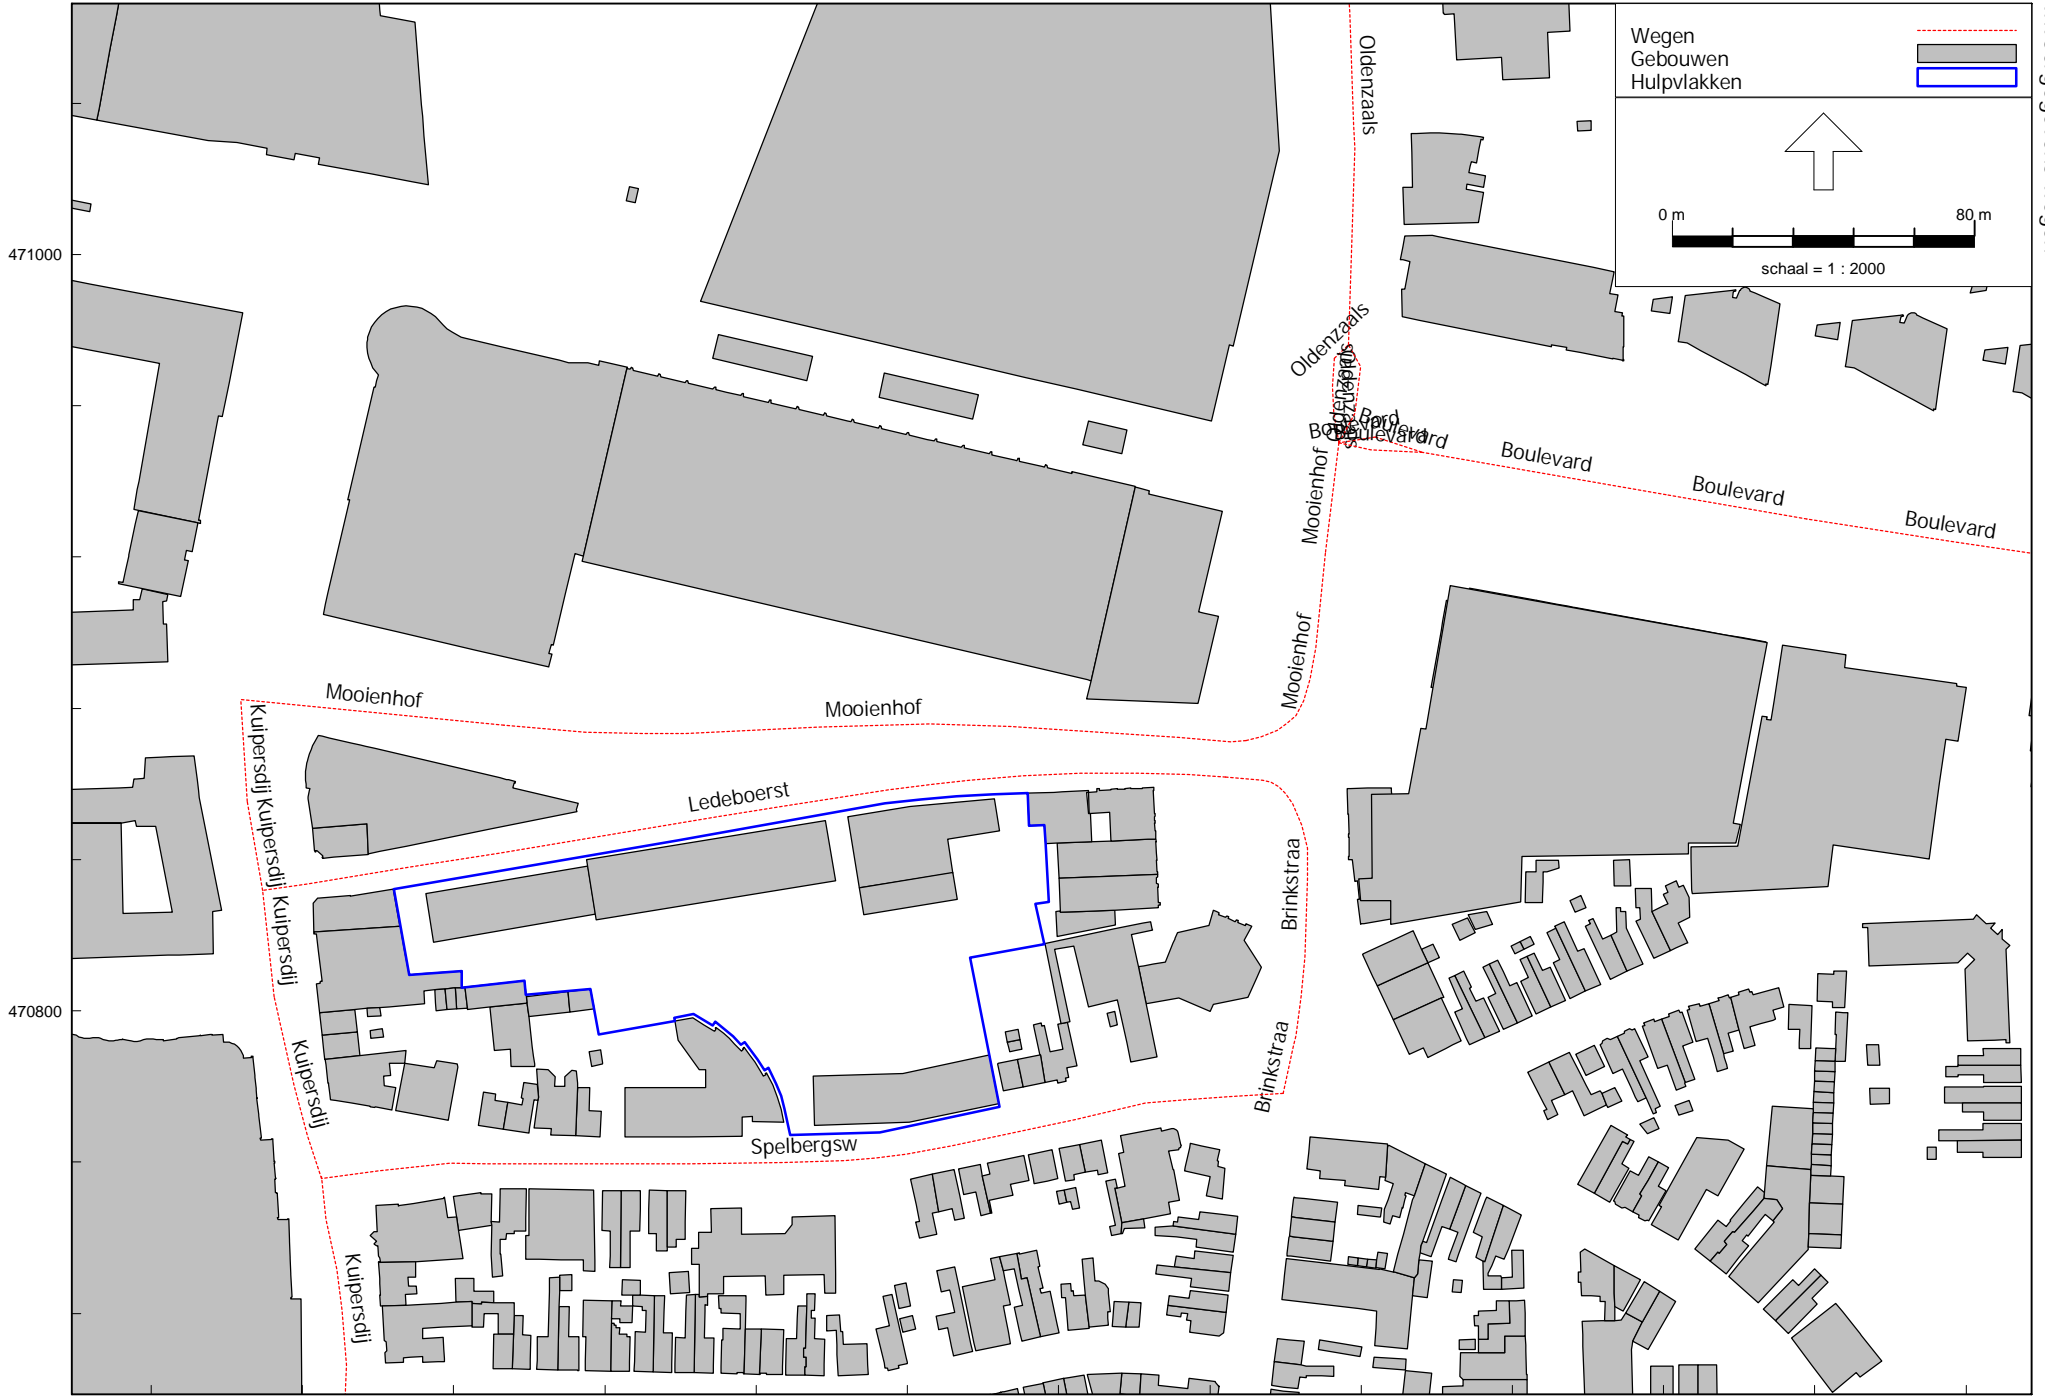 Wegen
Gebouwen
Hulpvlakken
0 m
80 m
schaal = 1 : 2000
471000
470800
Oldenzaals
Oldenzaals
Oldenzaals
Boulevard
Boulevard
Boulevard
Boulevard
Mooienhof
Mooienhof
Mooienhof
Mooienhof
Kuipersdij
Kuipersdij
Kuipersdij
Kuipersdij
Kuipersdij
Ledeboerst
Brinkstraa
Brinkstraa
Spelbergsw